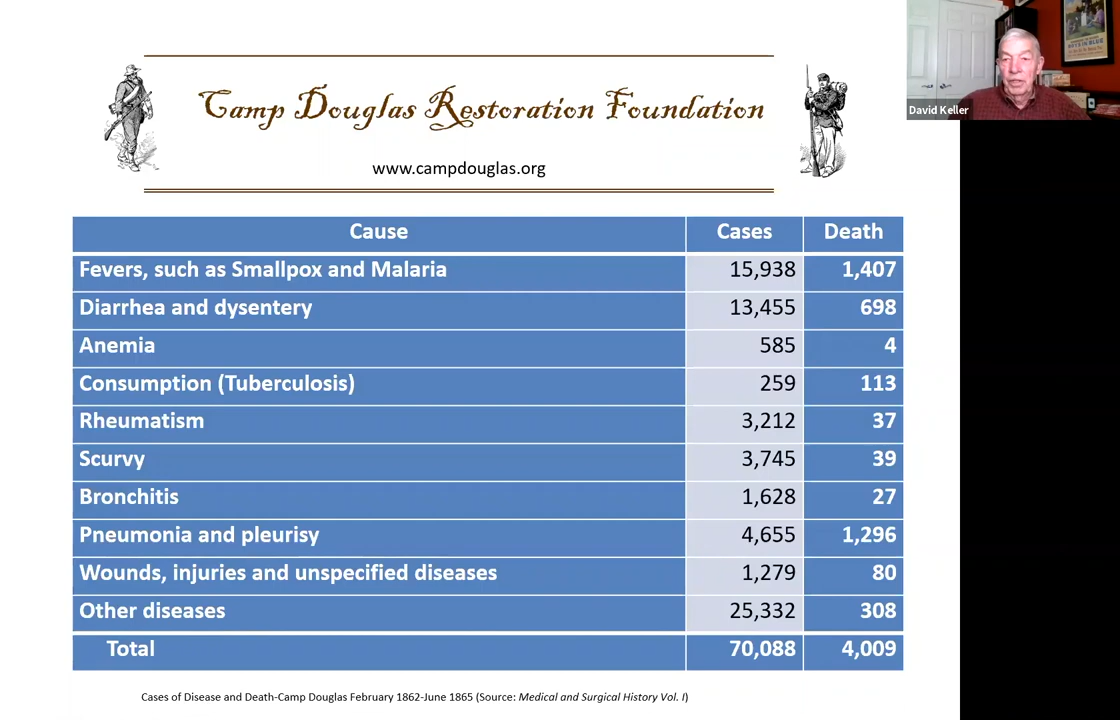 Camp Douglas Restoration Foundation
www.campdouglas.org
David Keller
Cause Cases Death
Fevers, such as Smallpox and Malaria 15,938 1,407
Diarrhea and dysentery 13,455 698
Anemia 585 4
Consumption (Tuberculosis) 259 113
Rheumatism 3,212 37
Scurvy 3,745 39
Bronchitis 1,628 27
Pneumonia and pleurisy 4,655 1,296
Wounds, injuries and unspecified diseases 1,279 80
Other diseases 25,332 308
Total 70,088 4,009
Cases of Disease and Death-Camp Douglas February 1862-June 1865 (Source: Medical and Surgical History Vol. I)